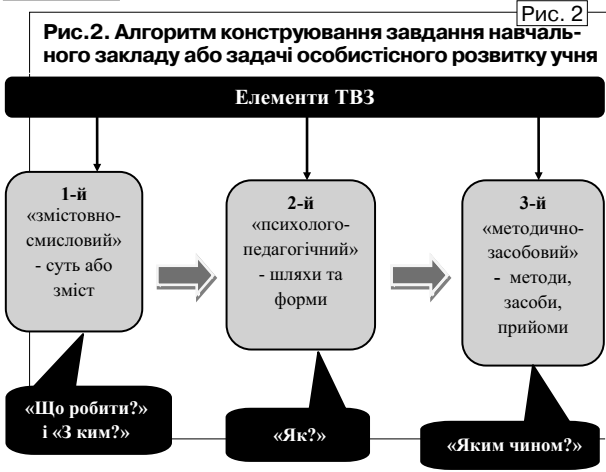 Рис. 2
Рис.2. Алгоритм конструювання завдання навчаль-
ного закладу або задачі особистісного розвитку учня
Елементи ТВЗ
1-й
«змістовно-
смисловий»
- суть або
зміст
2-й
«психолого-
педагогічний»
- шляхи та
форми
3-й
«методично-
засобовий»
- методи,
засоби,
прийоми
«Що робити?»
і «З ким?»
«Як?»
«Яким чином?»